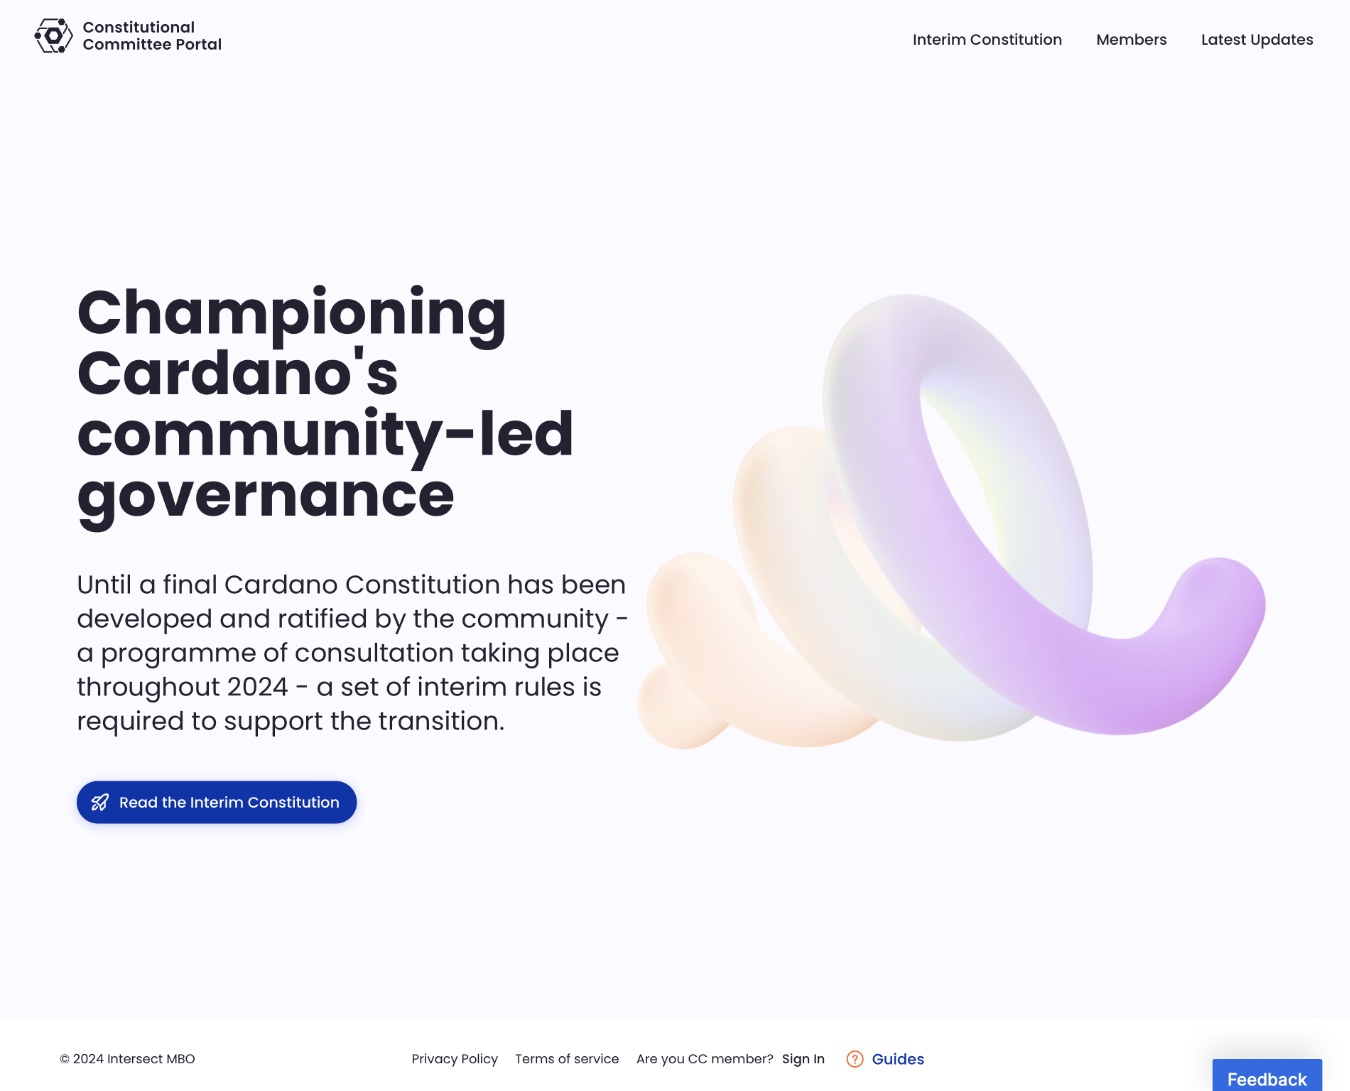 Constitutional
Committee Portal
Interim Constitution
Members
Latest Updates
Championing
Cardano's
community-led
governance
Until a final Cardano Constitution has been
developed and ratified by the community -
a programme of consultation taking place
throughout 2024 - a set of interim rules is
required to support the transition.
Read the Interim Constitution
© 2024 Intersect MBO
Privacy Policy
Terms of service
Are you CC member? Sign In
Guides
Feedback